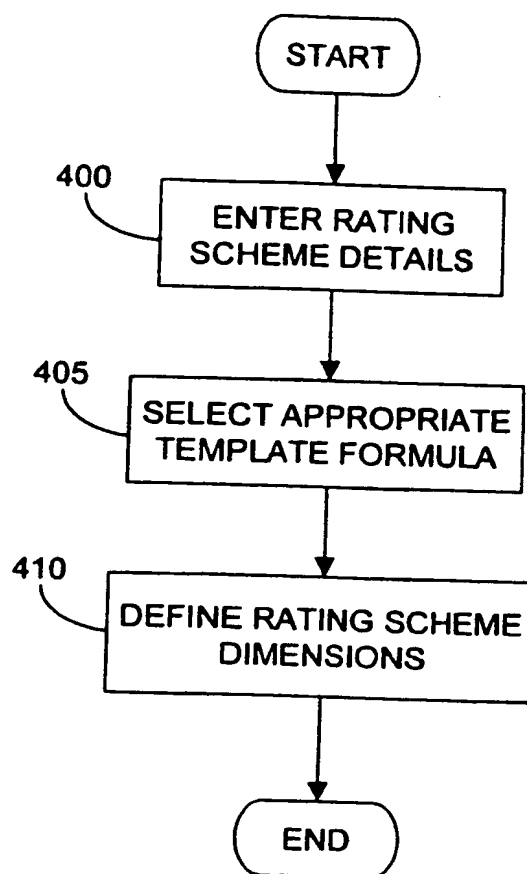 START
400
ENTER RATING
SCHEME DETAILS
405
SELECT APPROPRIATE
TEMPLATE FORMULA
410
DEFINE RATING SCHEME
DIMENSIONS
END